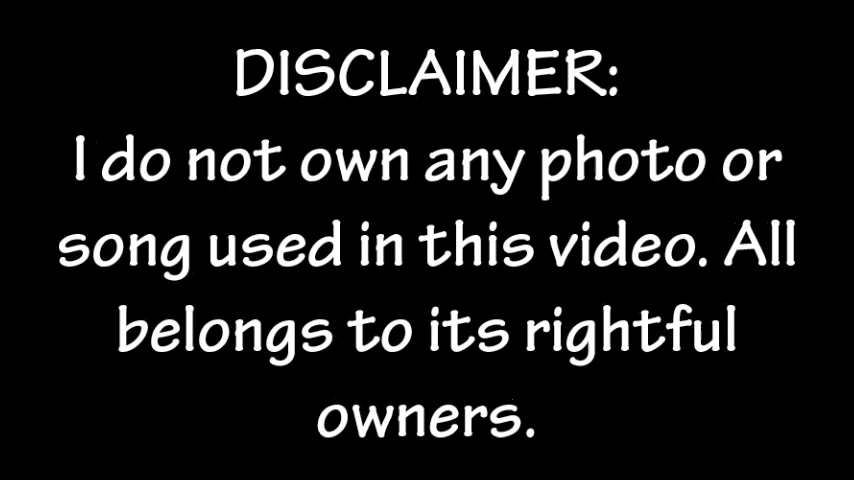 DISCLAIMER:
I do not own any photo or
song used in this video. All
belongs to its rightful
owners.